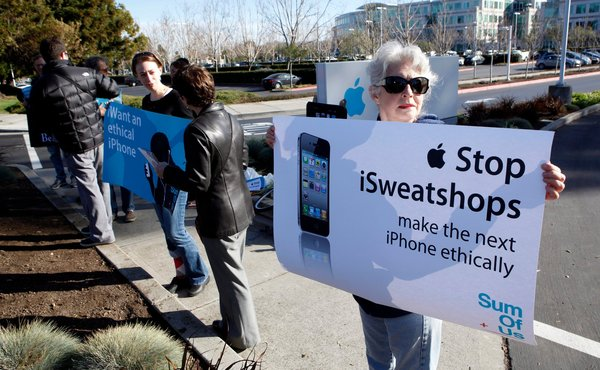 Want an
ethical
iPhone
Stop
iSweatshops
make the next
iPhone ethically
Sum
Of
us